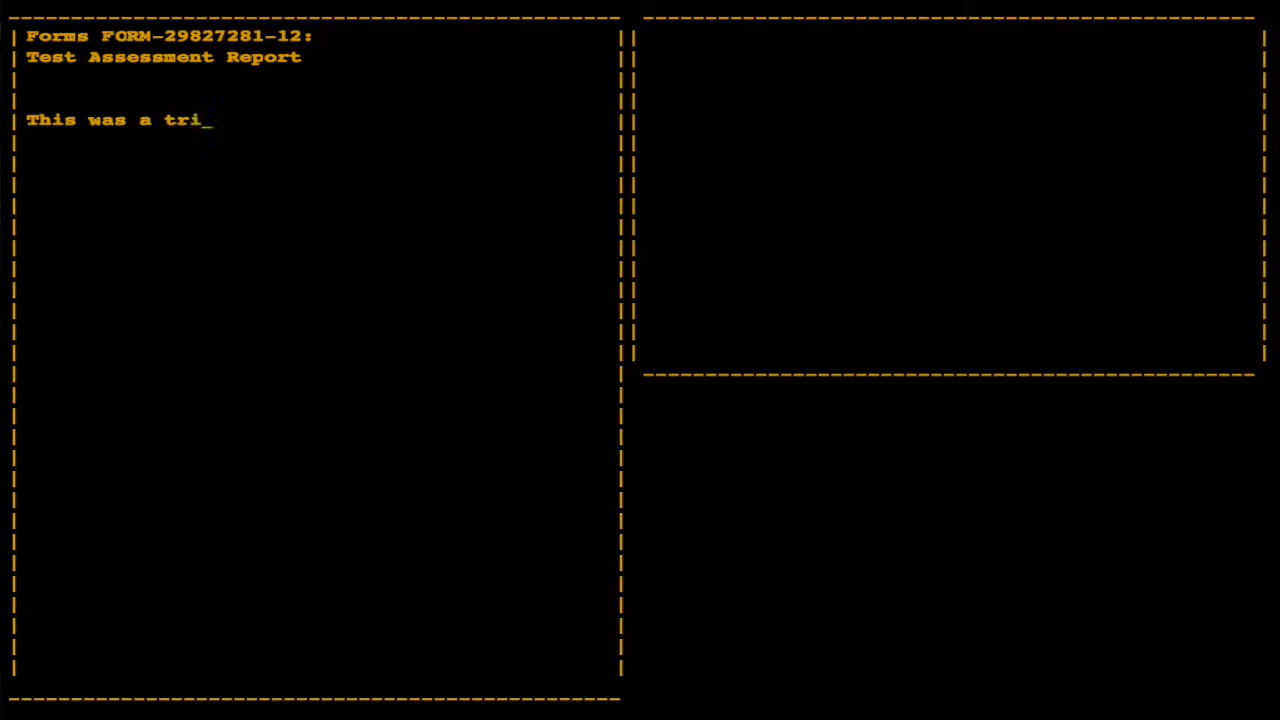 Forms FORM-29827281-12:
Test Assessment Report
This was a tri_